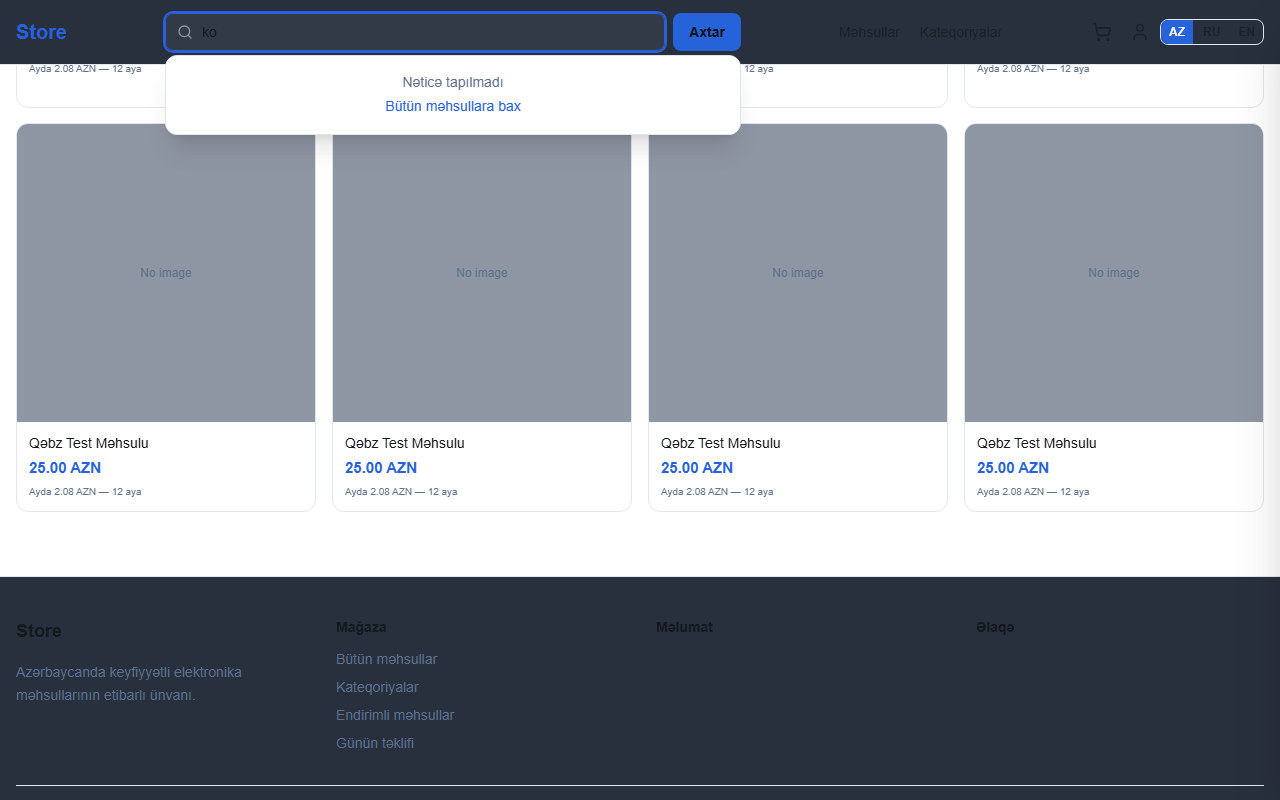 Store
ko
Axtar
Məhsullar
Kateqoriyalar
AZ
RU
EN
Nəticə tapılmadı
Bütün məhsullara bax
Ayda 2.08 AZN — 12 aya
12 aya
Ayda 2.08 AZN — 12 aya
No image
No image
No image
No image
Qəbz Test Məhsulu
25.00 AZN
Ayda 2.08 AZN — 12 aya
Qəbz Test Məhsulu
25.00 AZN
Ayda 2.08 AZN — 12 aya
Qəbz Test Məhsulu
25.00 AZN
Ayda 2.08 AZN — 12 aya
Qəbz Test Məhsulu
25.00 AZN
Ayda 2.08 AZN — 12 aya
Store
Azərbaycanda keyfiyyətli elektronika
məhsullarının etibarlı ünvanı.
Mağaza
Bütün məhsullar
Kateqoriyalar
Endirimli məhsullar
Günün təklifi
Məlumat
Əlaqə